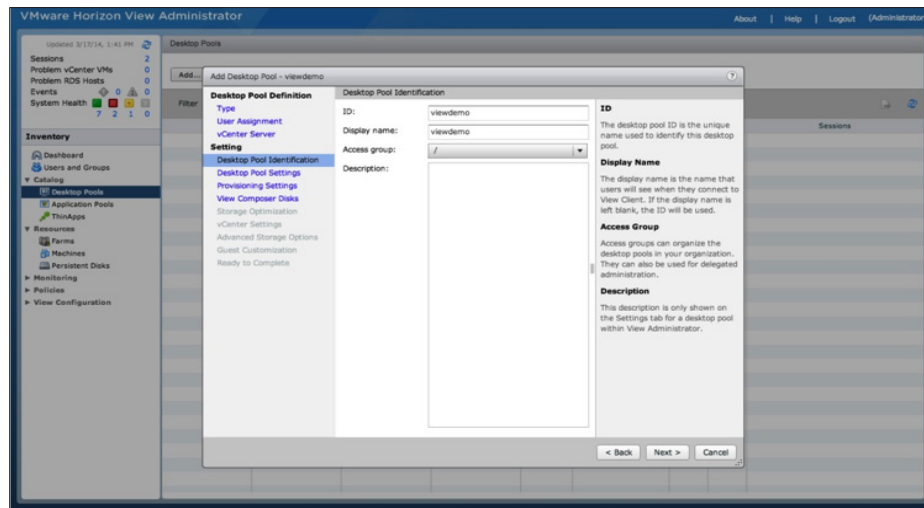 VMware Horizon View Administrator
About | Help | Logout (Administrator
Updated 3/17/14, 1:41 PM
Sessions 2
Problem vCenter VMs 0
Problem RDS Hosts 0
Events 0 0
System Health
7 2 1 0
Inventory
Dashboard
Users and Groups
Catalog
Desktop Pools
Application Pools
ThinApps
Resources
Farms
Machines
Persistent Disks
Monitoring
Policies
View Configuration
Desktop Pools
Add...
Filter
Sessions
Add Desktop Pool - viewdemo
?
Desktop Pool Definition
Type
User Assignment
vCenter Server
Setting
Desktop Pool Identification
Desktop Pool Settings
Provisioning Settings
View Composer Disks
Storage Optimization
vCenter Settings
Advanced Storage Options
Guest Customization
Ready to Complete
Desktop Pool Identification
ID: viewdemo
Display name: viewdemo
Access group: /
Description:
ID
The desktop pool ID is the unique
name used to identify this desktop
pool.
Display Name
The display name is the name that
users will see when they connect to
View Client. If the display name is
left blank, the ID will be used.
Access Group
Access groups can organize the
desktop pools in your organization.
They can also be used for delegated
administration.
Description
This description is only shown on
the Settings tab for a desktop pool
within View Administrator.
< Back
Next >
Cancel